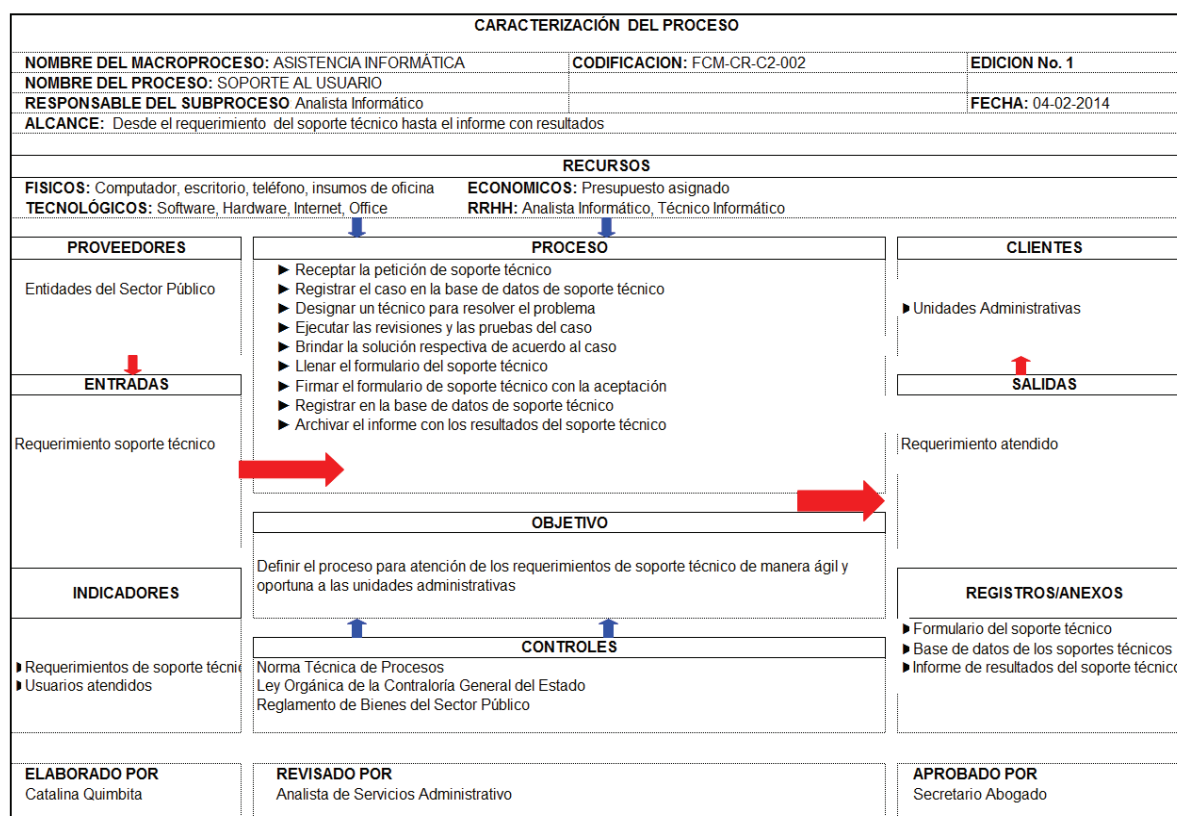 CARACTERIZACIÓN DEL PROCESO
NOMBRE DEL MACROPROCESO: ASISTENCIA INFORMÁTICA CODIFICACION: FCM-CR-C2-002 EDICION No. 1
NOMBRE DEL PROCESO: SOPORTE AL USUARIO
RESPONSABLE DEL SUBPROCESO Analista Informático FECHA: 04-02-2014
ALCANCE: Desde el requerimiento del soporte técnico hasta el informe con resultados
RECURSOS
FISICOS: Computador, escritorio, teléfono, insumos de oficina ECONOMICOS: Presupuesto asignado
TECNOLÓGICOS: Software, Hardware, Internet, Office RRHH: Analista Informático, Técnico Informático
PROVEEDORES
Entidades del Sector Público
ENTRADAS
Requerimiento soporte técnico
INDICADORES
Requerimientos de soporte técni
Usuarios atendidos
PROCESO
► Receptar la petición de soporte técnico
► Registrar el caso en la base de datos de soporte técnico
► Designar un técnico para resolver el problema
► Ejecutar las revisiones y las pruebas del caso
► Brindar la solución respectiva de acuerdo al caso
► Llenar el formulario del soporte técnico
► Firmar el formulario de soporte técnico con la aceptación
► Registrar en la base de datos de soporte técnico
► Archivar el informe con los resultados del soporte técnico
OBJETIVO
Definir el proceso para atención de los requerimientos de soporte técnico de manera ágil y
oportuna a las unidades administrativas
CONTROLES
Norma Técnica de Procesos
Ley Orgánica de la Contraloría General del Estado
Reglamento de Bienes del Sector Público
CLIENTES
Unidades Administrativas
SALIDAS
Requerimiento atendido
REGISTROS/ANEXOS
Formulario del soporte técnico
Base de datos de los soportes técnicos
Informe de resultados del soporte técnico
ELABORADO POR
Catalina Quimbita
REVISADO POR
Analista de Servicios Administrativo
APROBADO POR
Secretario Abogado